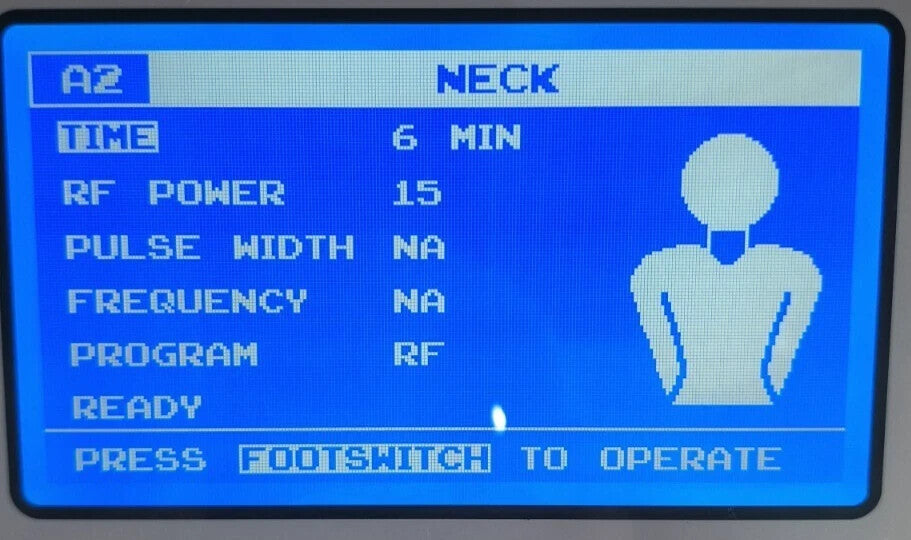 A2 NECK
TIME 6 MIN
RF POWER 15
PULSE WIDTH NA
FREQUENCY NA
PROGRAM RF
READY
PRESS FOOTSWITCH TO OPERATE